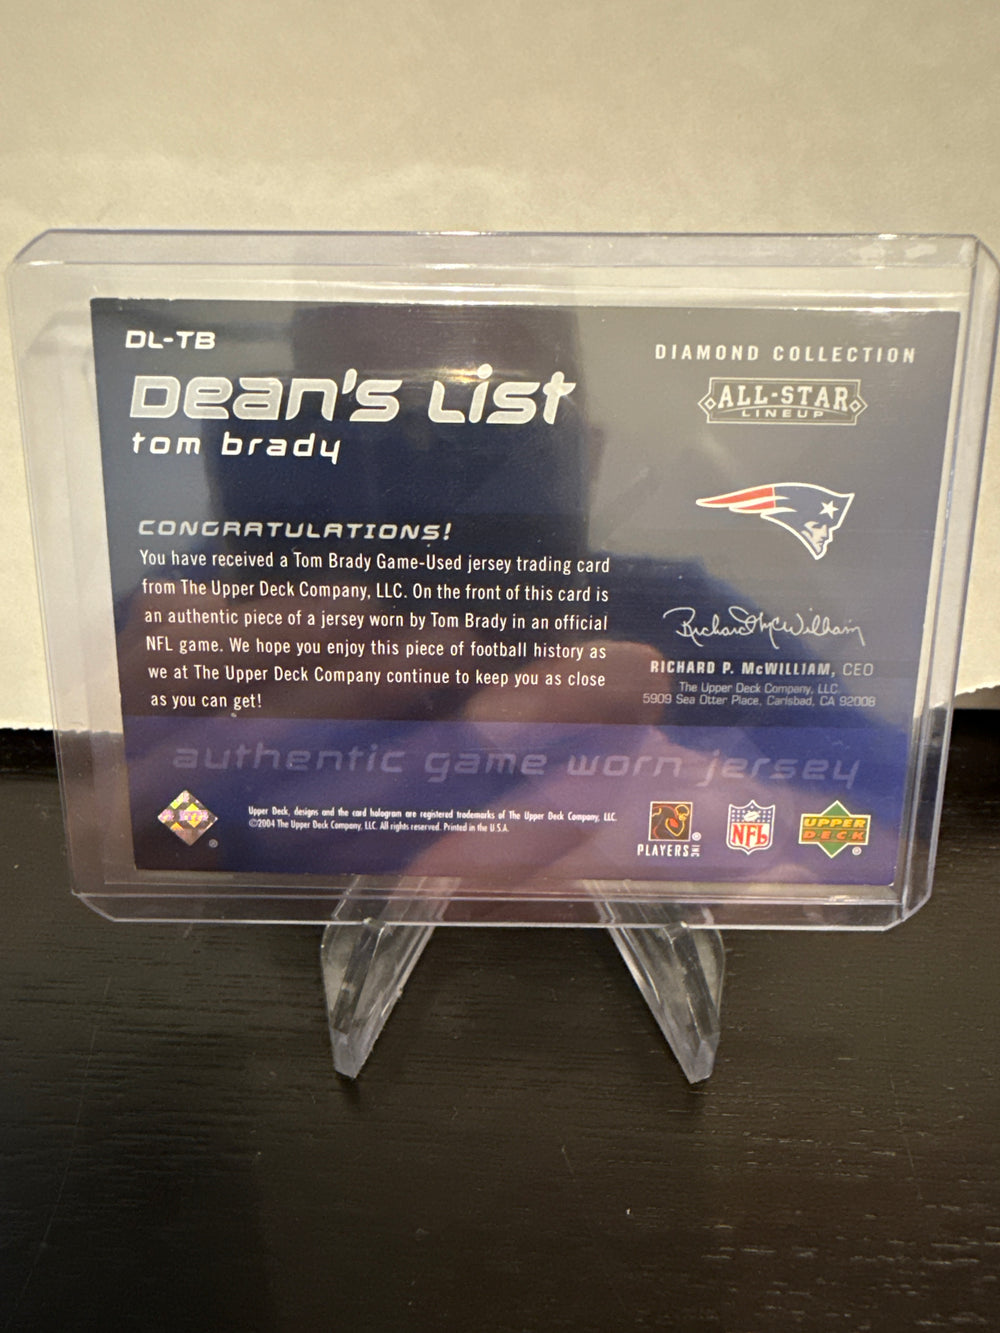 DL-TB
Dean's List
tom brady
DIAMOND COLLECTION
ALL-STAR
LINEUP
CONGRATULATIONS!
You have received a Tom Brady Game-Used jersey trading card
from The Upper Deck Company, LLC. On the front of this card is
an authentic piece of a jersey worn by Tom Brady in an official
NFL game. We hope you enjoy this piece of football history as
we at The Upper Deck Company continue to keep you as close
as you can get!
Richard P. McWilliam
RICHARD P. McWILLIAM, CEO
The Upper Deck Company, LLC.
5909 Sea Otter Place, Carlsbad, CA 92008
authentic game worn jersey
Upper Deck, designs and the card hologram are registered trademarks of The Upper Deck Company, LLC.
©2004 The Upper Deck Company, LLC. All rights reserved. Printed in the U.S.A.
®
PLAYERS INC ®
NFL
UPPER
DECK
®